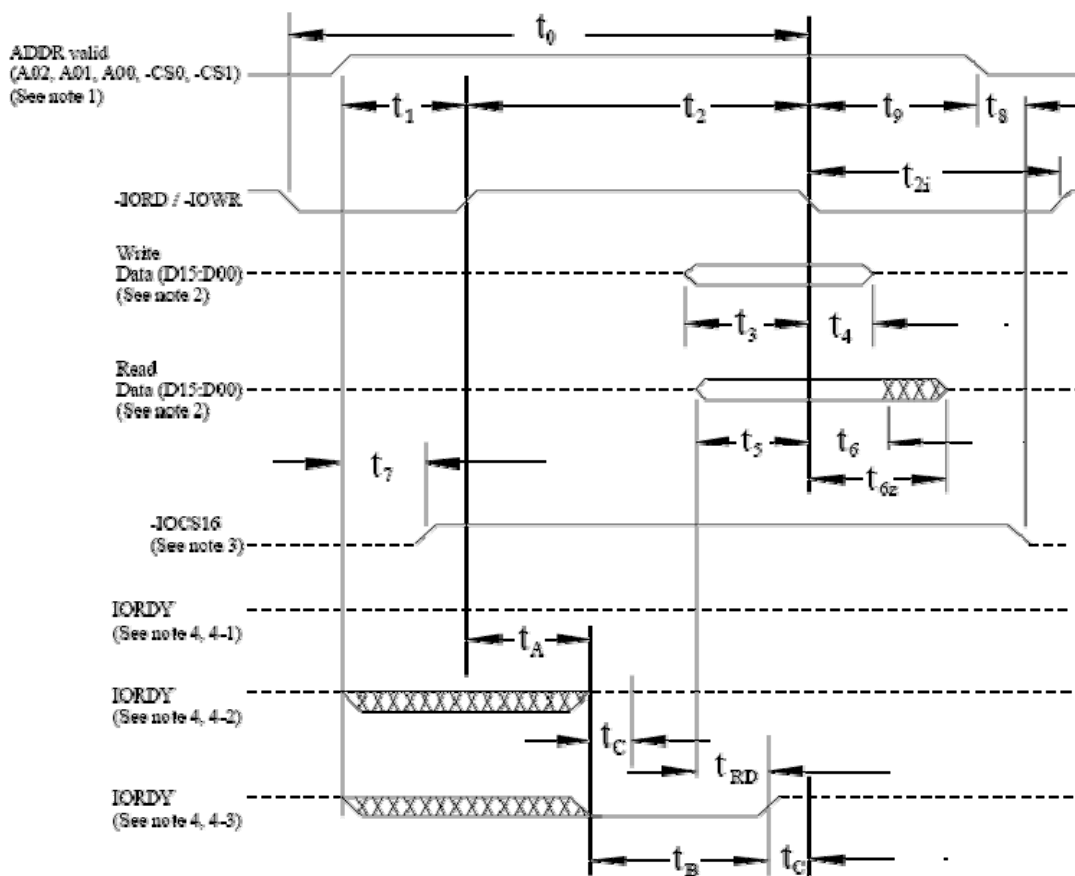 t0
ADDR valid
(A02, A01, A00, -CS0, -CS1)
(See note 1)
t1
t2
t9
t8
t2i
-IORD / -IOWR
Write
Data (D15:D00)
(See note 2)
t3
t4
Read
Data (D15:D00)
(See note 2)
t5
t6
t7
t6z
-IOCS16
(See note 3)
IORDY
(See note 4, 4-1)
tA
IORDY
(See note 4, 4-2)
tC
tRD
IORDY
(See note 4, 4-3)
tB
tC